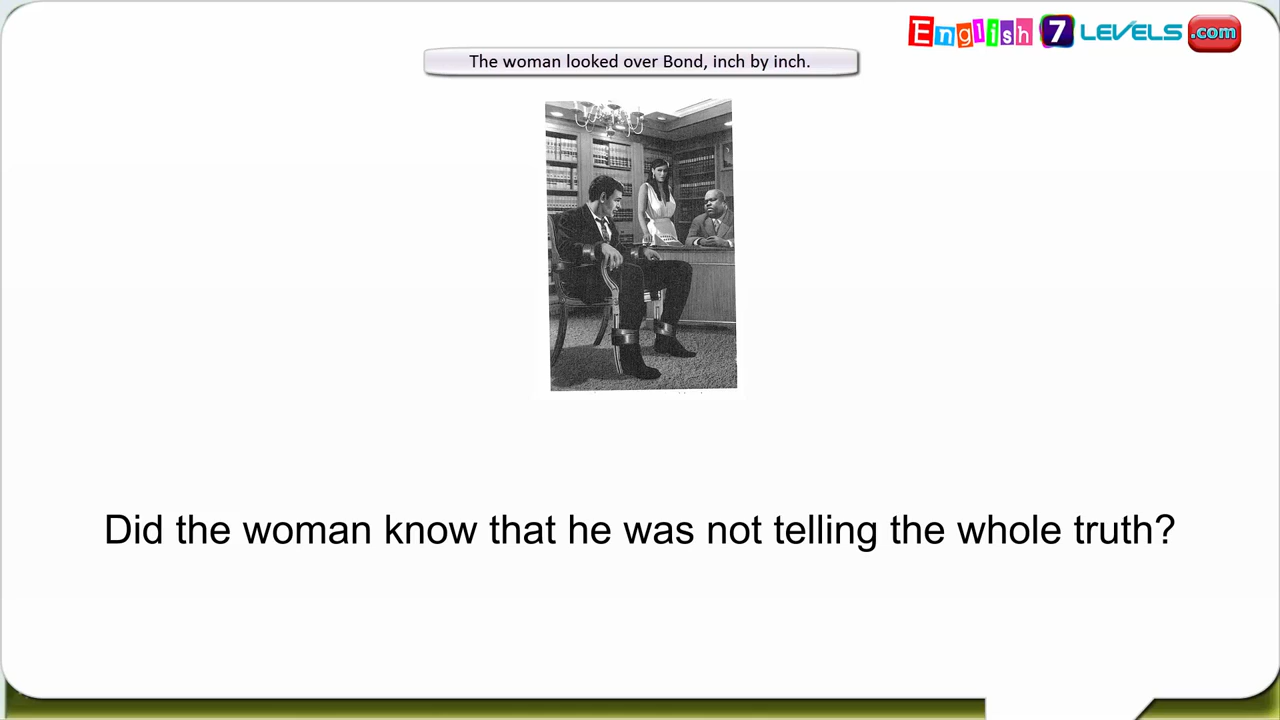 English 7 LEVELS .com
The woman looked over Bond, inch by inch.
Did the woman know that he was not telling the whole truth?